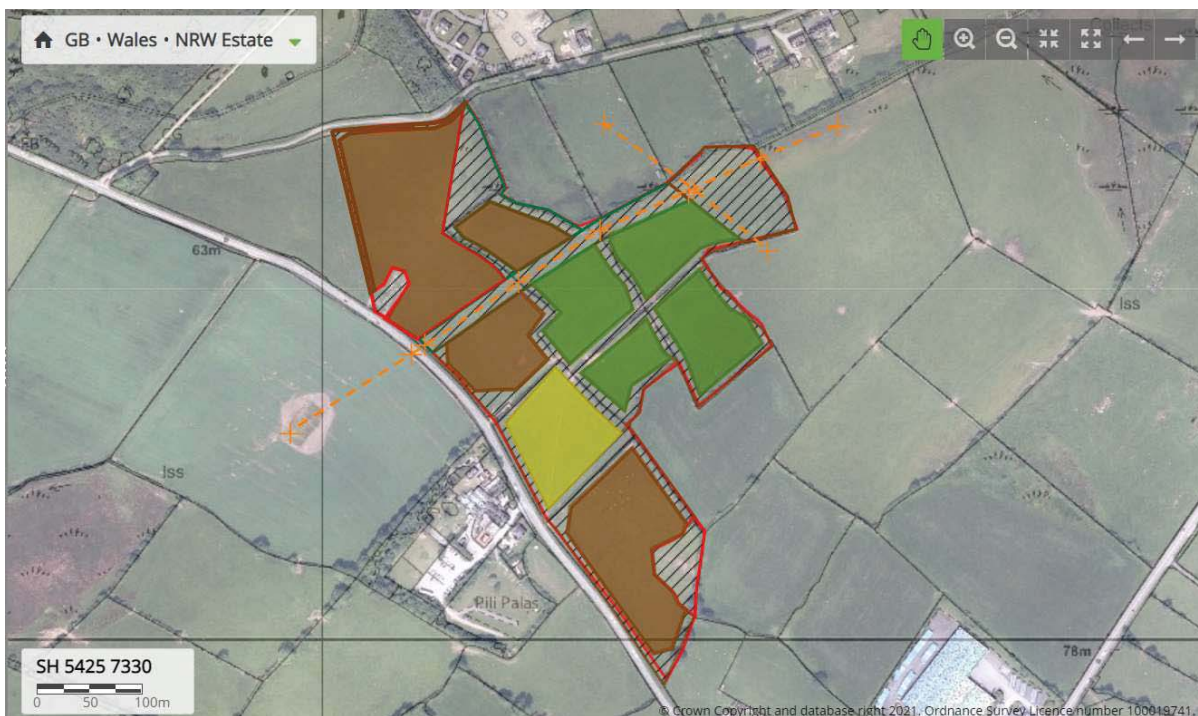 GB • Wales • NRW Estate
63m
Iss
Iss
Pili Palas
78m
SH 5425 7330
0 50 100m
© Crown Copyright and database right 2021. Ordnance Survey Licence number 100019741.